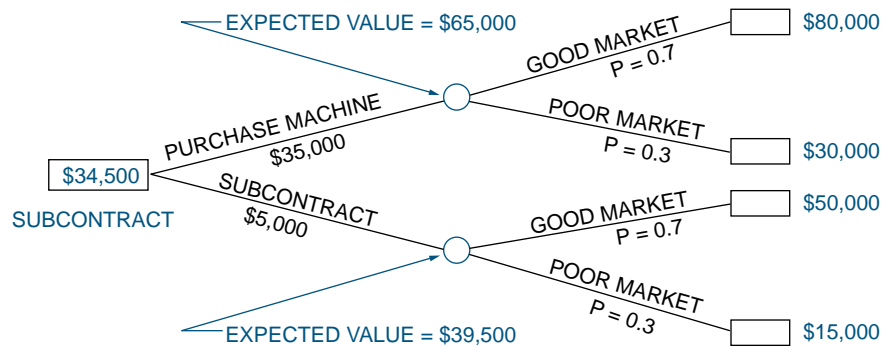 EXPECTED VALUE = $65,000
$80,000
GOOD MARKET
P = 0.7
PURCHASE MACHINE
$35,000
POOR MARKET
P = 0.3
$30,000
$34,500
SUBCONTRACT
SUBCONTRACT
$5,000
$50,000
GOOD MARKET
P = 0.7
POOR MARKET
P = 0.3
EXPECTED VALUE = $39,500
$15,000